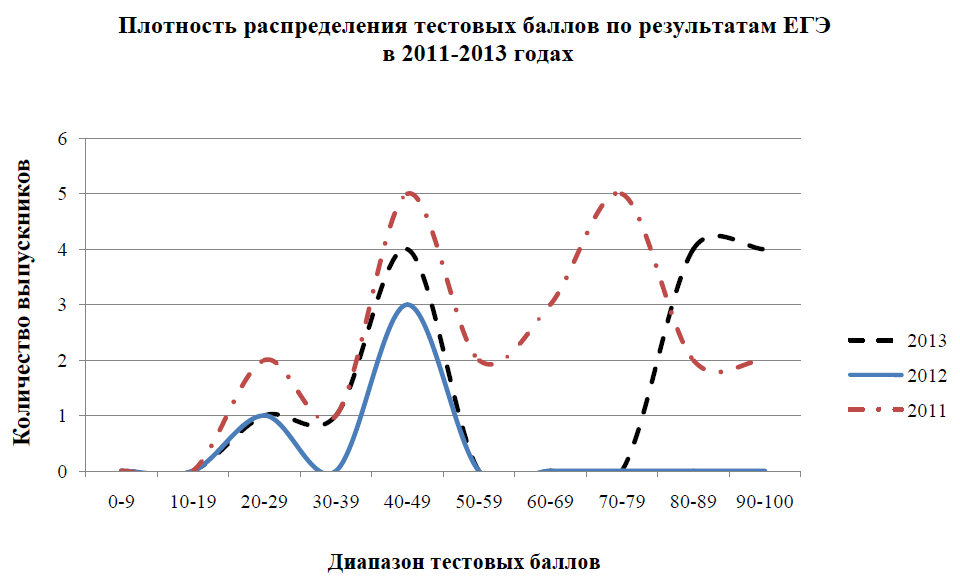 Плотность распределения тестовых баллов по результатам ЕГЭ
в 2011-2013 годах
Количество выпускников
6
5
4
3
2
1
0
0-9 10-19 20-29 30-39 40-49 50-59 60-69 70-79 80-89 90-100
Диапазон тестовых баллов
2013
2012
2011